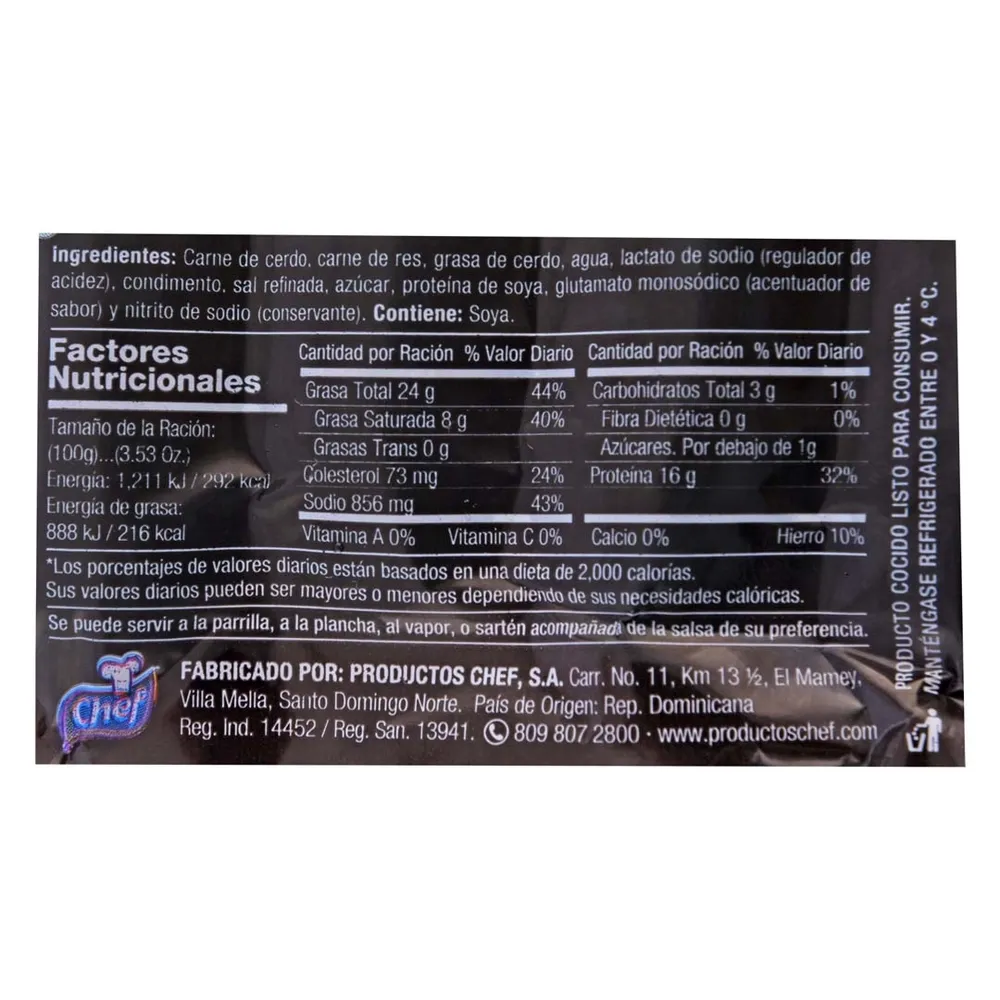 Ingredientes: Carne de cerdo, carne de res, grasa de cerdo, agua, lactato de sodio (regulador de
acidez), condimento, sal refinada, azúcar, proteína de soya, glutamato monosódico (acentuador de
sabor) y nitrito de sodio (conservante). Contiene: Soya.
Factores
Nutricionales
Tamaño de la Ración:
(100g)...(3.53 Oz.)
Energía: 1,211 kJ / 292 kcal
Energía de grasa:
888 kJ / 216 kcal
Cantidad por Ración % Valor Diario
Grasa Total 24 g 44%
Grasa Saturada 8 g 40%
Grasas Trans 0 g
Colesterol 73 mg 24%
Sodio 856 mg 43%
Vitamina A 0% Vitamina C 0%
Cantidad por Ración % Valor Diario
Carbohidratos Total 3 g 1%
Fibra Dietética 0 g 0%
Azúcares. Por debajo de 1g
Proteína 16 g 32%
Calcio 0% Hierro 10%
*Los porcentajes de valores diarios están basados en una dieta de 2,000 calorías.
Sus valores diarios pueden ser mayores o menores dependiendo de sus necesidades calóricas.
Se puede servir a la parrilla, a la plancha, al vapor, o sartén acompañada de la salsa de su preferencia.
Chef
FABRICADO POR: PRODUCTOS CHEF, S.A. Carr. No. 11, Km 13 ½, El Mamey,
Villa Mella, Santo Domingo Norte. País de Origen: Rep. Dominicana
Reg. Ind. 14452 / Reg. San. 13941. 809 807 2800 · www.productoschef.com
PRODUCTO COCIDO LISTO PARA CONSUMIR.
MANTÉNGASE REFRIGERADO ENTRE 0 Y 4 °C.